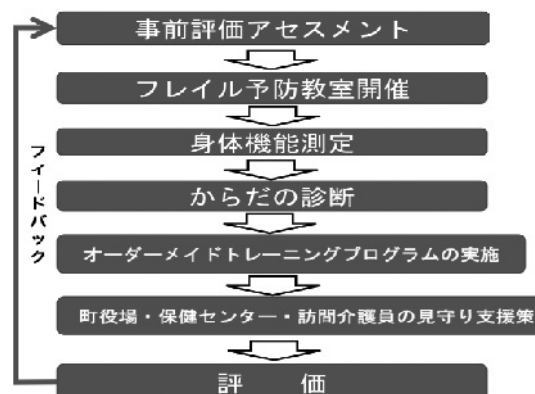 事前評価アセスメント
フレイル予防教室開催
身体機能測定
からだの診断
オーダーメイドトレーニングプログラムの実施
町役場・保健センター・訪問介護員の見守り支援策
評　　価
フィードバック